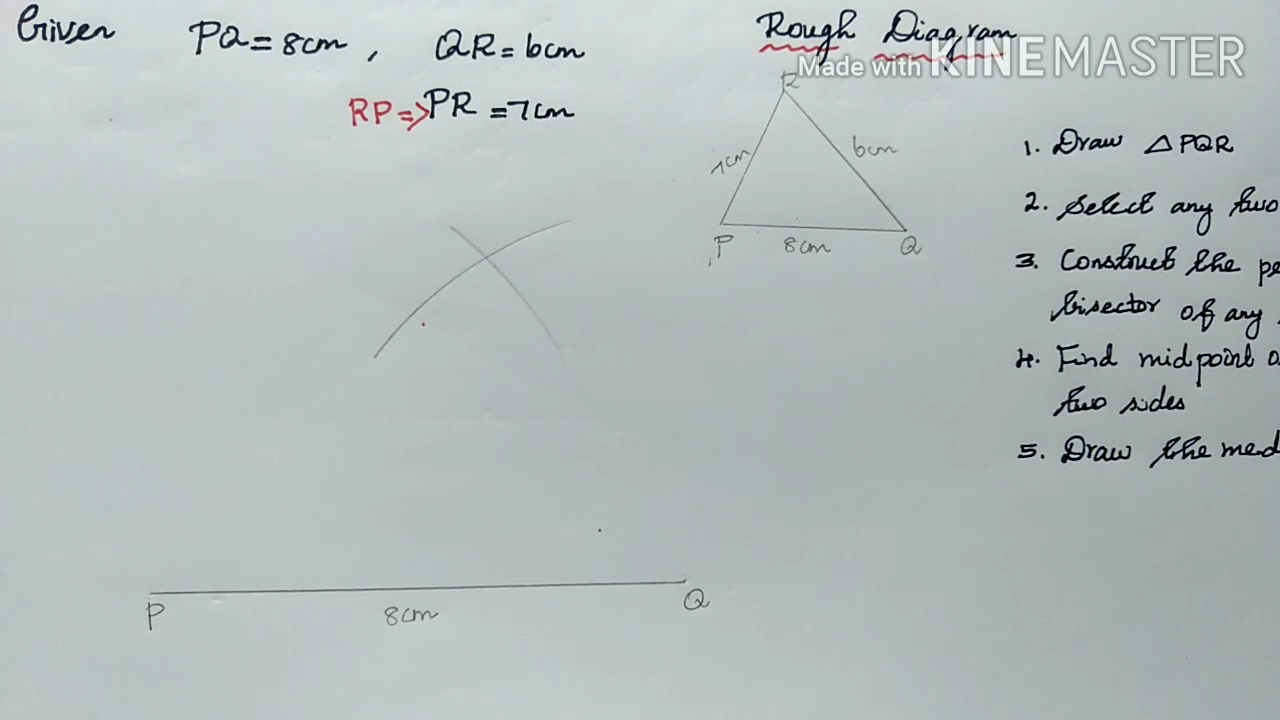 Given PQ = 8cm , QR = 6cm
RP => PR = 7cm
Rough Diagram
Made with KINEMASTER
R
7cm 6cm
P 8cm Q
1. Draw △ PQR
2. Select any two
3. Construct the pe
bisector of any
4. Find midpoint o
two sides
5. Draw the med
P 8cm Q